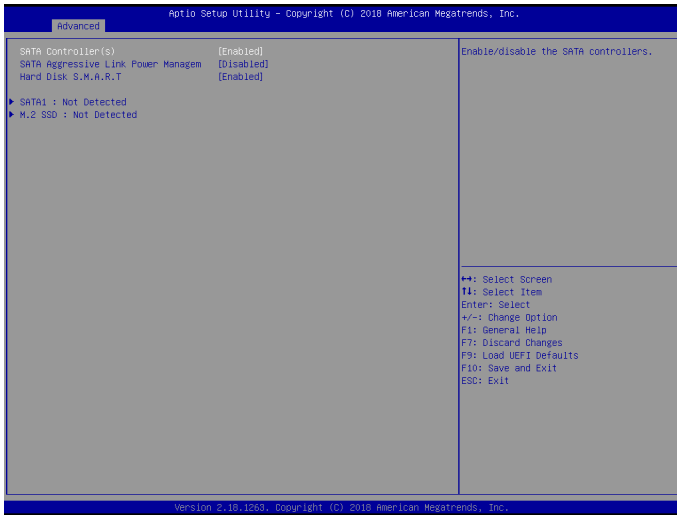 Aptio Setup Utility – Copyright (C) 2018 American Megatrends, Inc.
Advanced
SATA Controller(s) [Enabled]
SATA Aggressive Link Power Managem [Disabled]
Hard Disk S.M.A.R.T [Enabled]
▶ SATA1 : Not Detected
▶ M.2 SSD : Not Detected
Enable/disable the SATA controllers.
↔: Select Screen
↑↓: Select Item
Enter: Select
+/-: Change Option
F1: General Help
F7: Discard Changes
F9: Load UEFI Defaults
F10: Save and Exit
ESC: Exit
Version 2.18.1263. Copyright (C) 2018 American Megatrends, Inc.